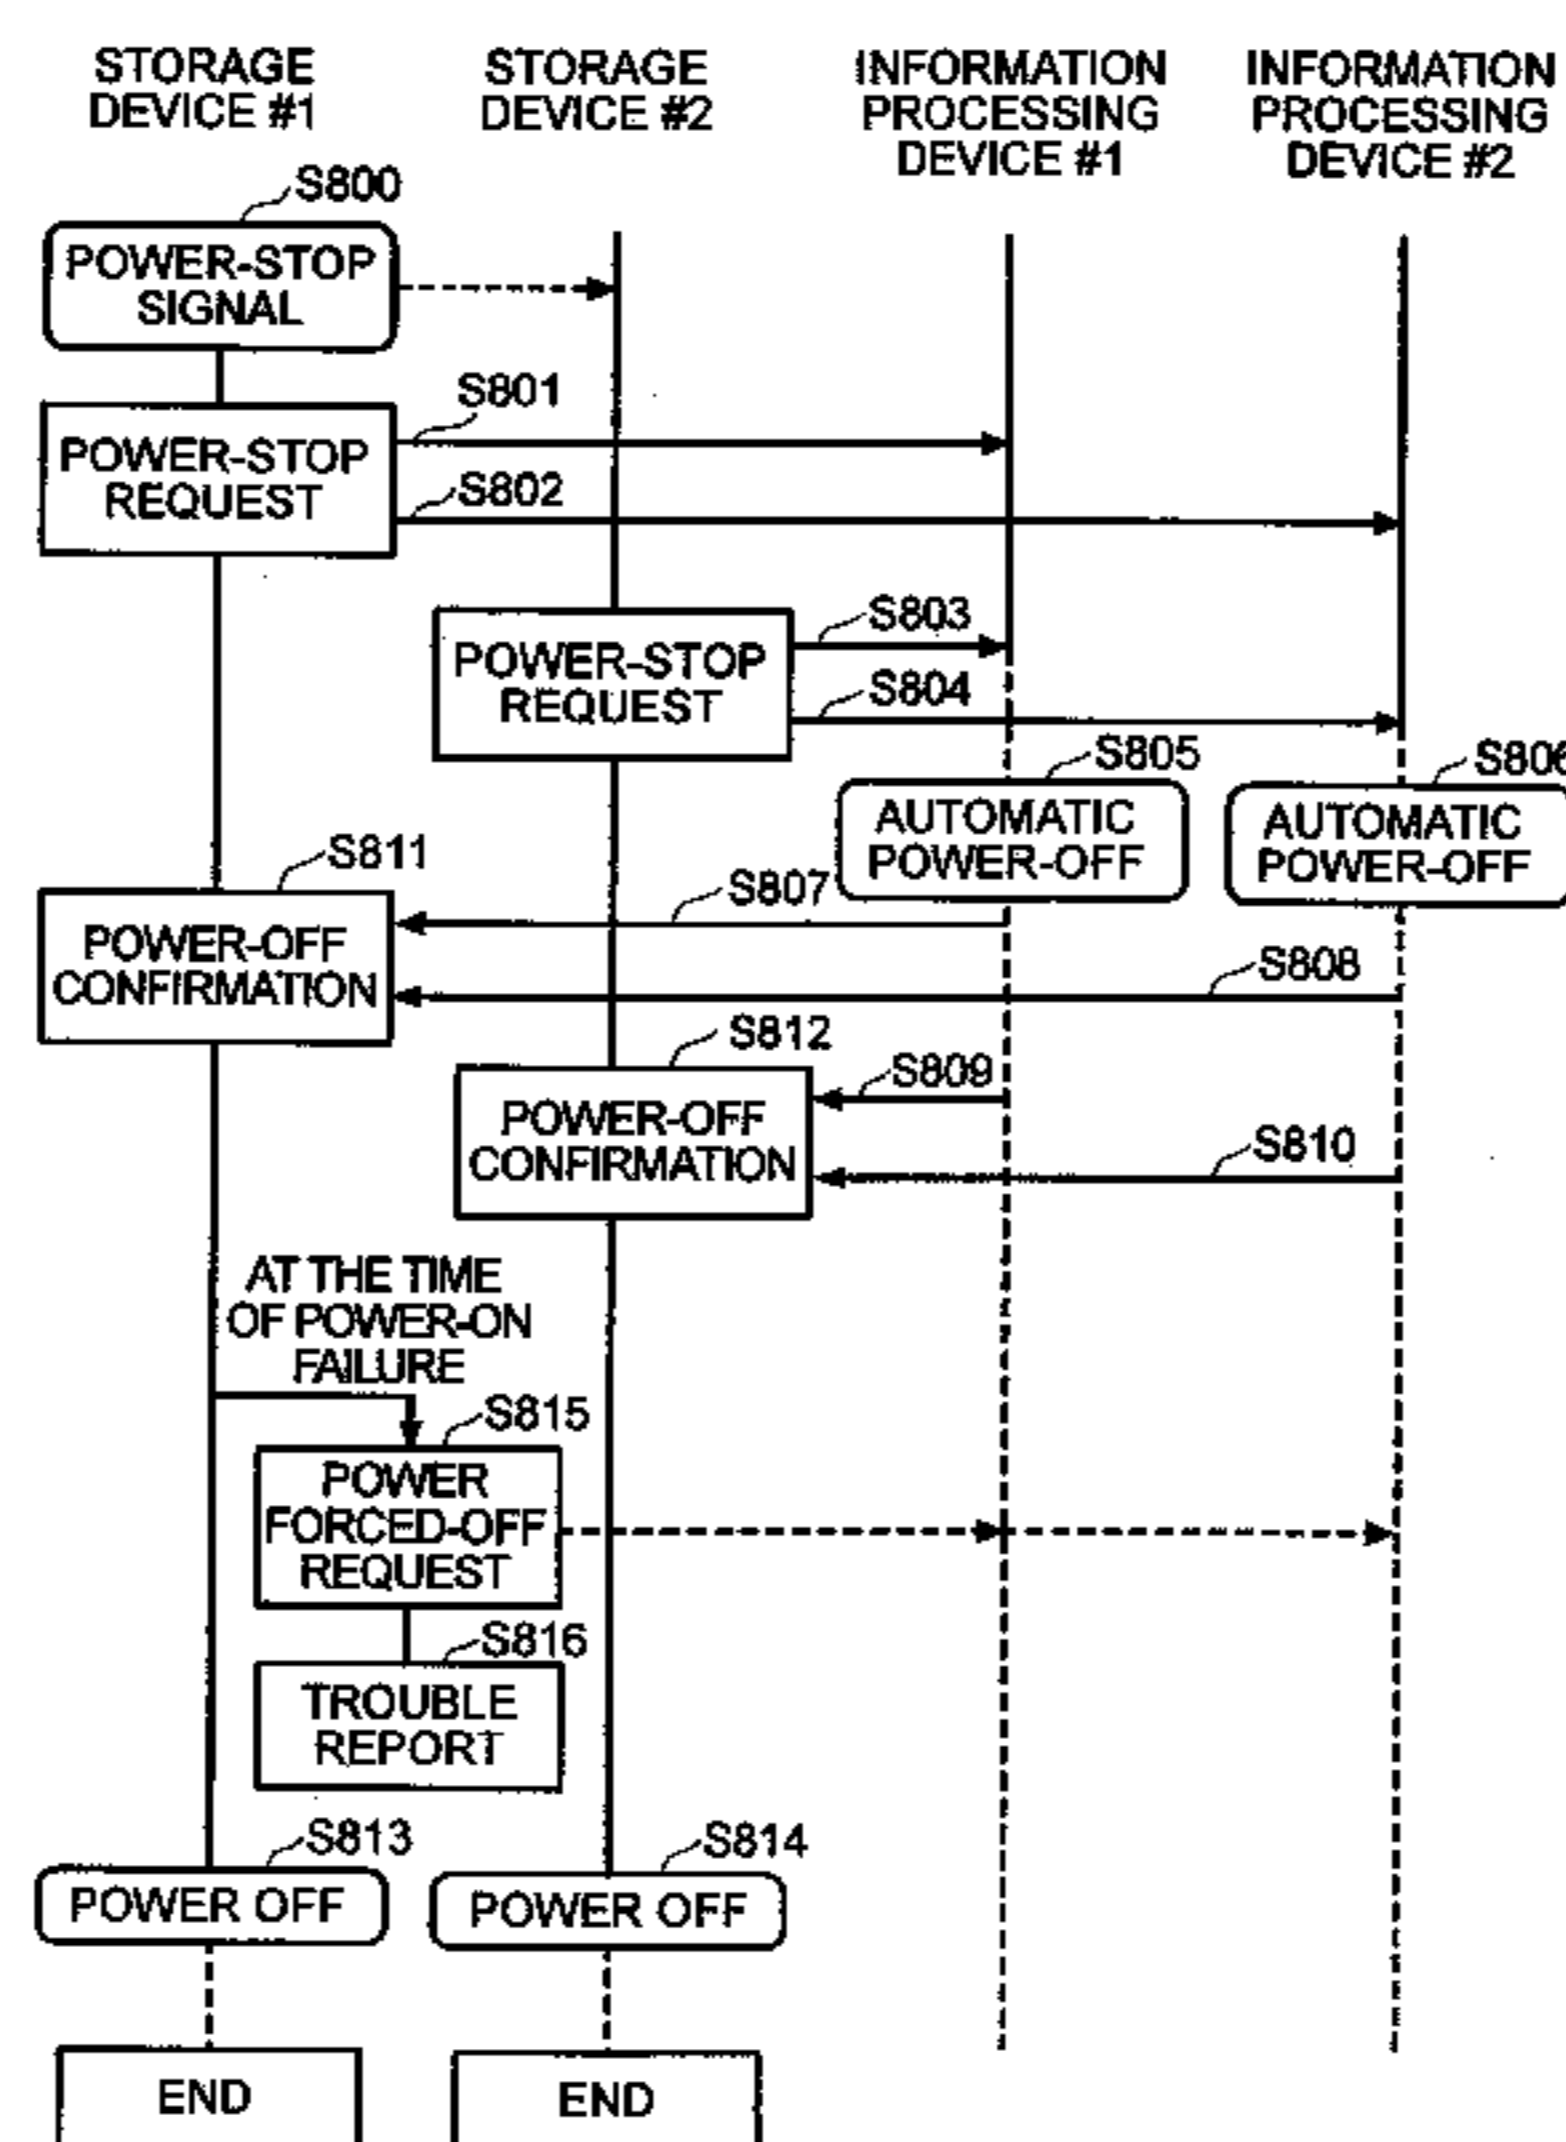 STORAGE
DEVICE #1
STORAGE
DEVICE #2
INFORMATION
PROCESSING
DEVICE #1
INFORMATION
PROCESSING
DEVICE #2
S800
POWER-STOP
SIGNAL
S801
POWER-STOP
REQUEST
S802
S803
POWER-STOP
REQUEST
S804
S805
AUTOMATIC
POWER-OFF
S806
AUTOMATIC
POWER-OFF
S811
S807
POWER-OFF
CONFIRMATION
S808
S812
S809
POWER-OFF
CONFIRMATION
S810
AT THE TIME
OF POWER-ON
FAILURE
S815
POWER
FORCED-OFF
REQUEST
S816
TROUBLE
REPORT
S813
POWER OFF
S814
POWER OFF
END
END